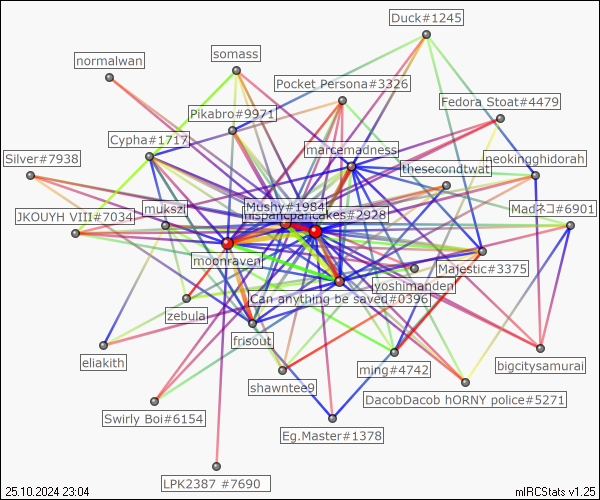 Duck#1245
somass
normalwan
Pocket Persona#3326
Fedora Stoat#4479
Pikabro#9971
Cypha#1717
marcemadness
Silver#7938
thesecondtwat
neokingghidorah
mukszi
Mushy#1984
Madネコ#6901
JKOUYH VIII#7034
hispanicpancakes#2928
moonraven
Majestic#3375
yoshimanden
Can anything be saved#0396
zebula
frisout
eliakith
ming#4742
bigcitysamurai
shawntee9
DacobDacob hORNY police#5271
Swirly Boi#6154
Eg.Master#1378
LPK2387 #7690
25.10.2024 23:04
mIRCStats v1.25